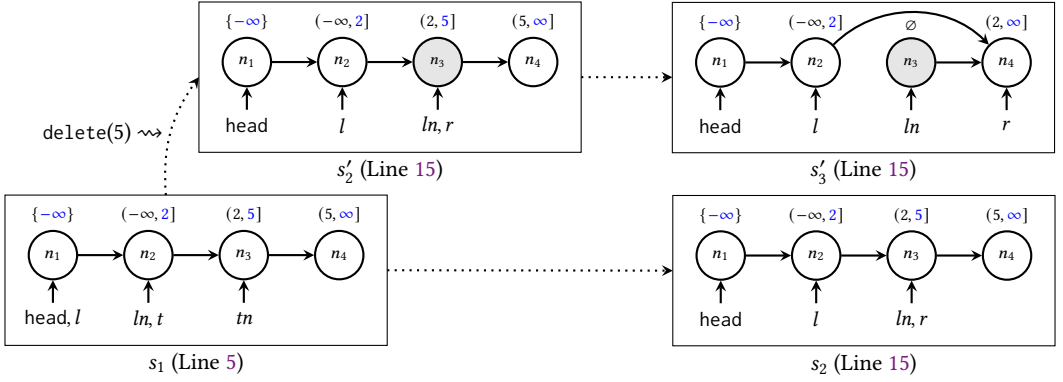 {−∞} (−∞, 2] (2, 5] (5, ∞]
n1 n2 n3 n4
head l ln, r
s′2 (Line 15)
{−∞} (−∞, 2] ∅ (2, ∞]
n1 n2 n3 n4
head l ln r
s′3 (Line 15)
delete(5) ⇝
{−∞} (−∞, 2] (2, 5] (5, ∞]
n1 n2 n3 n4
head, l ln, t tn
s1 (Line 5)
{−∞} (−∞, 2] (2, 5] (5, ∞]
n1 n2 n3 n4
head l ln, r
s2 (Line 15)